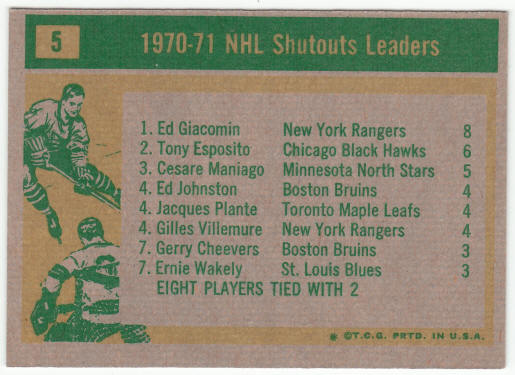 5 1970-71 NHL Shutouts Leaders
1. Ed Giacomin New York Rangers 8
2. Tony Esposito Chicago Black Hawks 6
3. Cesare Maniago Minnesota North Stars 5
4. Ed Johnston Boston Bruins 4
4. Jacques Plante Toronto Maple Leafs 4
4. Gilles Villemure New York Rangers 4
7. Gerry Cheevers Boston Bruins 3
7. Ernie Wakely St. Louis Blues 3
EIGHT PLAYERS TIED WITH 2
* ©T.C.G. PRTD. IN U.S.A.